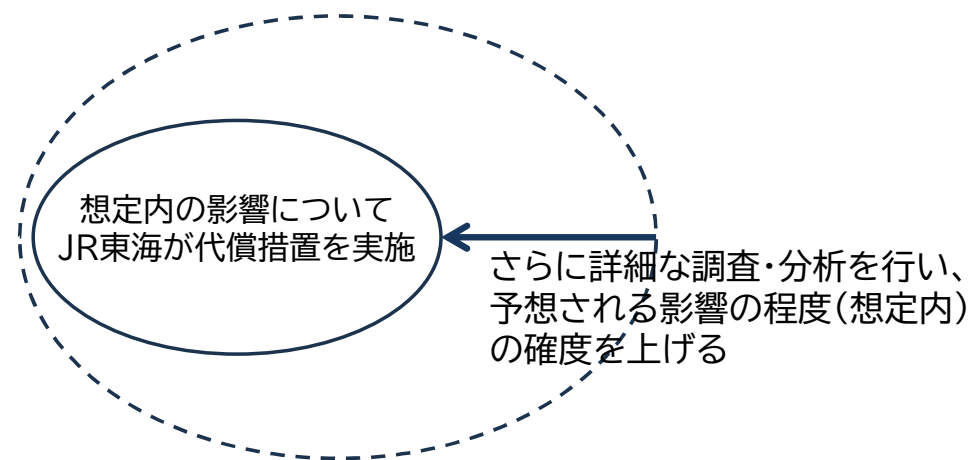 想定内の影響について
JR東海が代償措置を実施
さらに詳細な調査・分析を行い、
予想される影響の程度(想定内)
の確度を上げる